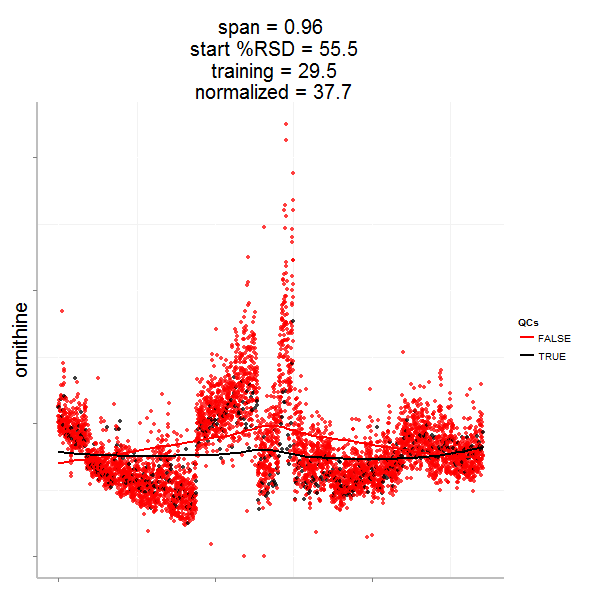 span = 0.96
start %RSD = 55.5
training = 29.5
normalized = 37.7
ornithine
QCs
FALSE
TRUE